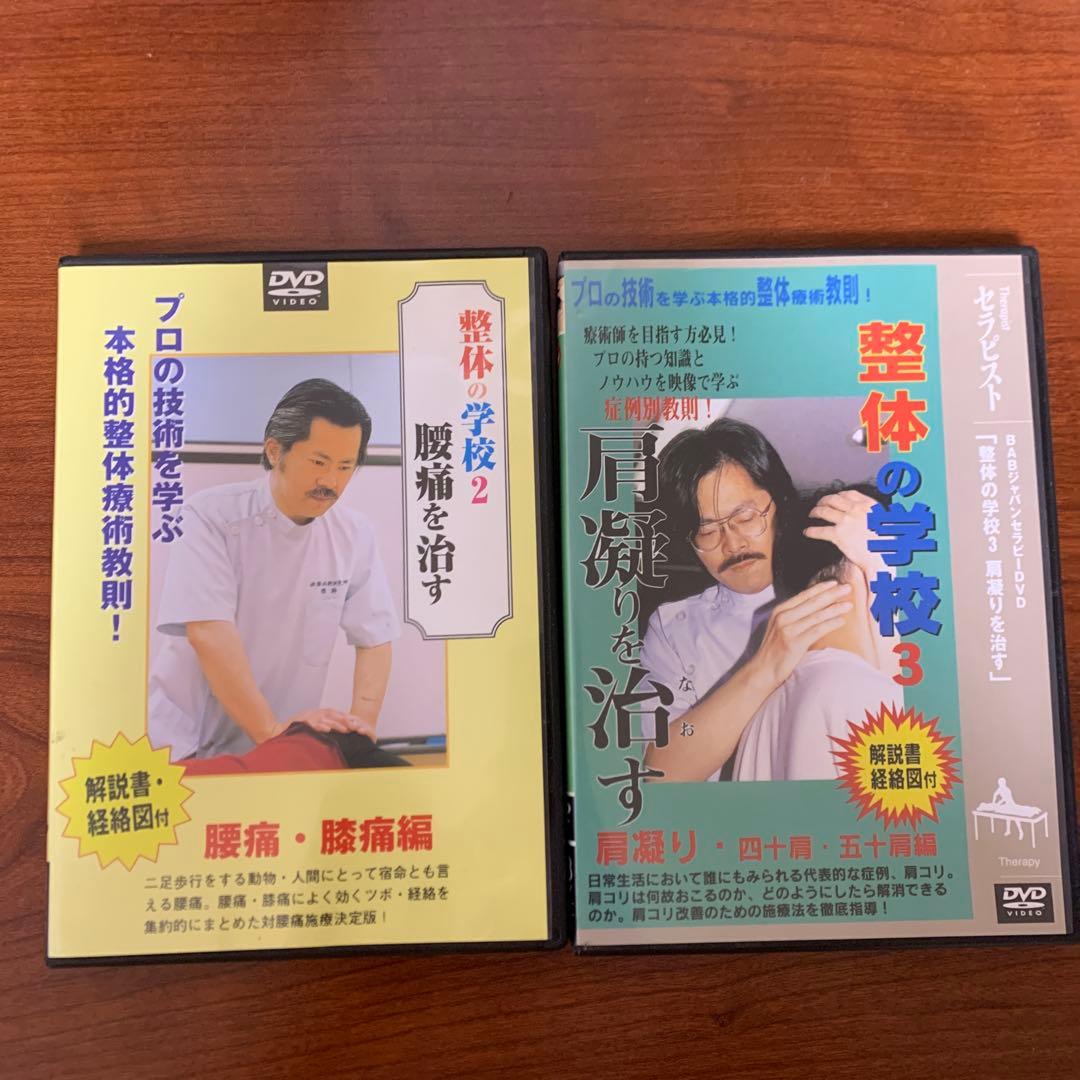 DVD
VIDEO
プロの技術を学ぶ
本格的整体療術教則！
整体の学校2
腰痛を治す
解説書・
経絡図付
腰痛・膝痛編
二足歩行をする動物・人間にとって宿命とも言
える腰痛。腰痛・膝痛によく効くツボ・経絡を
集約的にまとめた対腰痛施療決定版！
プロの技術を学ぶ本格的整体療術教則！
療術師を目指す方必見！
プロの持つ知識と
ノウハウを映像で学ぶ
症例別教則！
整体の学校3
肩凝りを治す
なお
解説書
経絡図付
肩凝り・四十肩・五十肩編
日常生活において誰にもみられる代表的な症例、肩コリ。
肩コリは何故おこるのか、どのようにしたら解消できる
のか。肩コリ改善のための施療法を徹底指導！
Therapist
セラピスト
BABジャパンセラピーDVD
「整体の学校3 肩凝りを治す」
Therapy
DVD
VIDEO